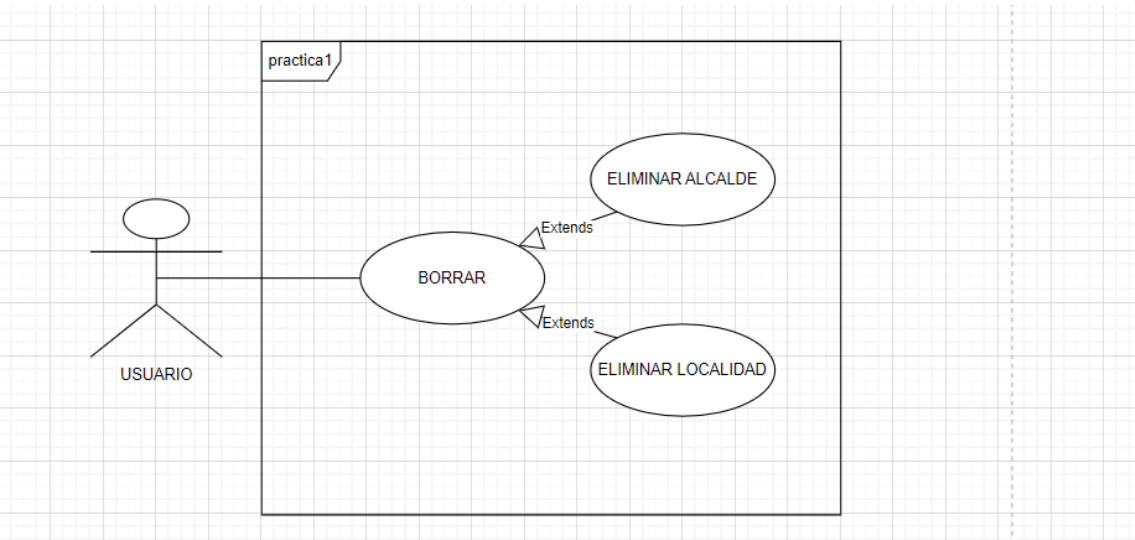 practica1
ELIMINAR ALCALDE
Extends
BORRAR
Extends
ELIMINAR LOCALIDAD
USUARIO